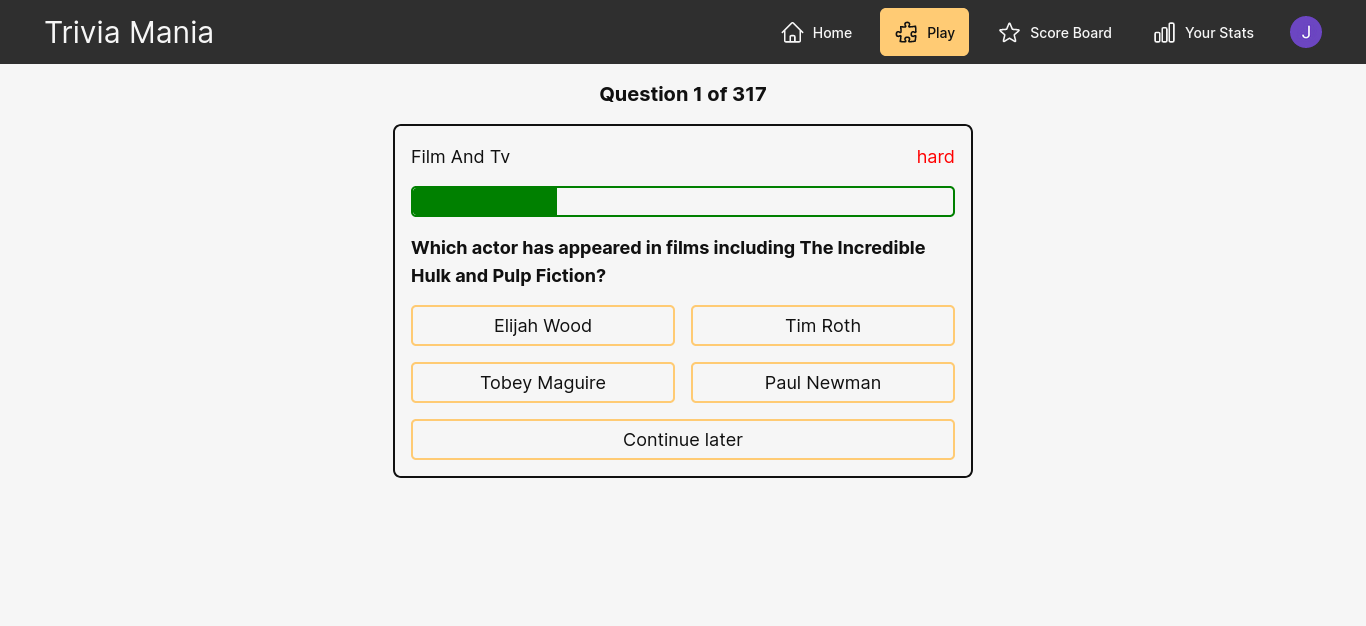 Trivia Mania
Home
Play
Score Board
Your Stats
J
Question 1 of 317
Film And Tv
hard
Which actor has appeared in films including The Incredible
Hulk and Pulp Fiction?
Elijah Wood
Tim Roth
Tobey Maguire
Paul Newman
Continue later